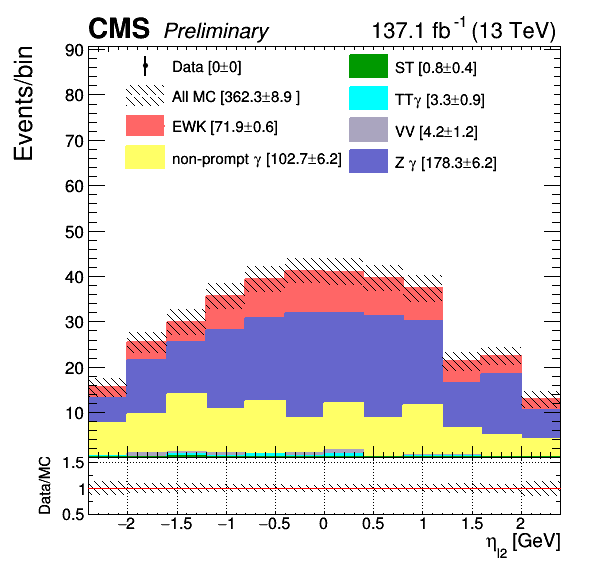 CMS Preliminary 137.1 fb⁻¹ (13 TeV)
Events/bin
90
80
70
60
50
40
30
20
10
Data [0±0]
All MC [362.3±8.9 ]
EWK [71.9±0.6]
non-prompt γ [102.7±6.2]
ST [0.8±0.4]
TTγ [3.3±0.9]
VV [4.2±1.2]
Z γ [178.3±6.2]
Data/MC
1.5
1
0.5
−2 −1.5 −1 −0.5 0 0.5 1 1.5 2
η_l2 [GeV]